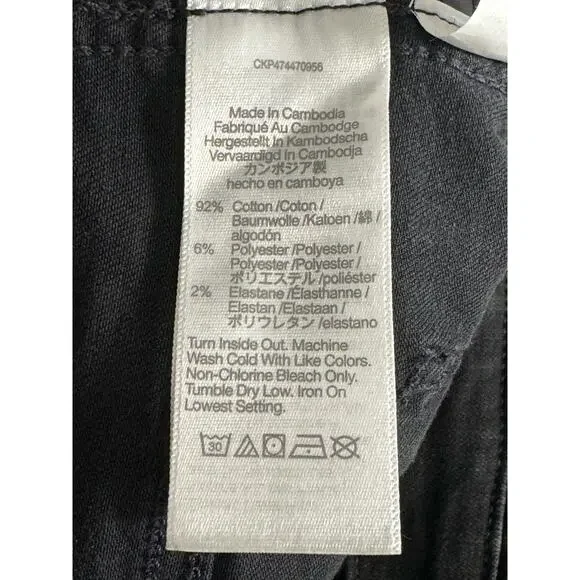 CKP474470956
Made In Cambodia
Fabriqué Au Cambodge
Hergestellt In Kambodscha
Vervaardigd In Cambodja
カンボジア製
hecho en camboya
92% Cotton /Coton /
Baumwolle /Katoen /綿 /
algodón
6% Polyester /Polyester /
Polyester /Polyester /
ポリエステル /poliéster
2% Elastane /Élasthanne /
Elastan /Elastaan /
ポリウレタン /elastano
Turn Inside Out. Machine
Wash Cold With Like Colors.
Non-Chlorine Bleach Only.
Tumble Dry Low. Iron On
Lowest Setting.
30